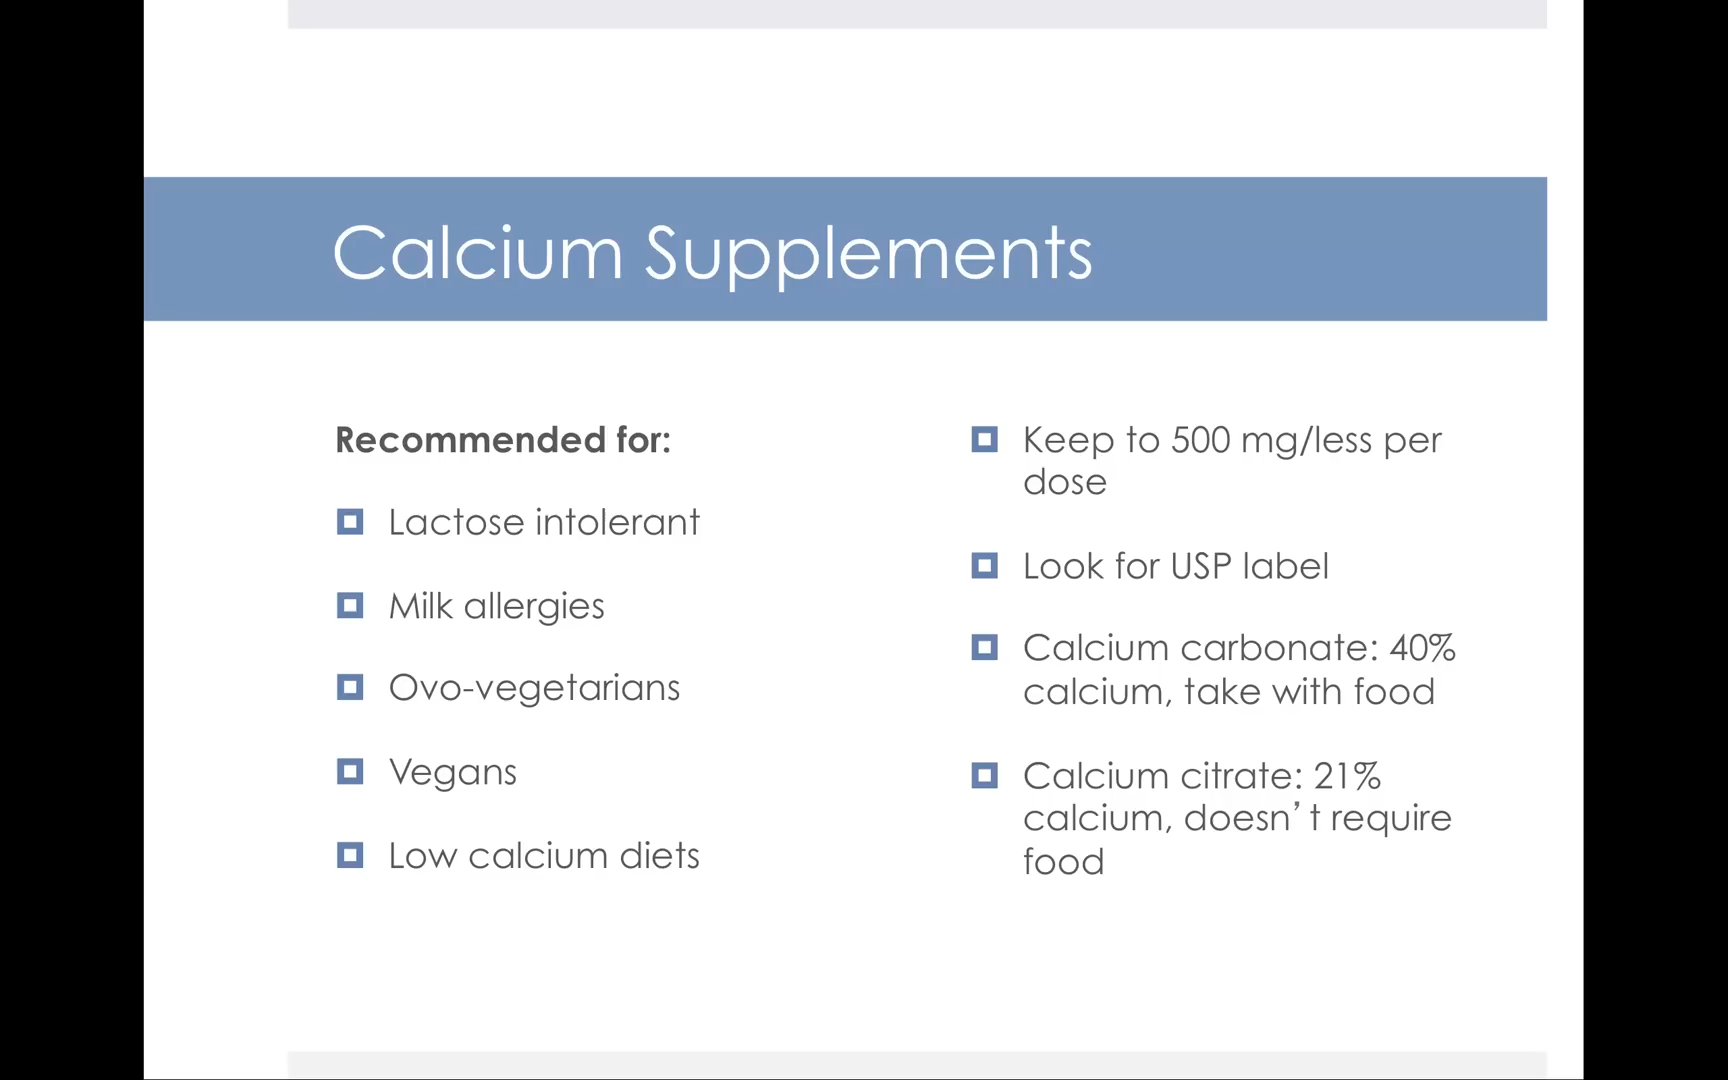 Calcium Supplements
Recommended for:
Lactose intolerant
Milk allergies
Ovo-vegetarians
Vegans
Low calcium diets
Keep to 500 mg/less per
dose
Look for USP label
Calcium carbonate: 40%
calcium, take with food
Calcium citrate: 21%
calcium, doesn’t require
food